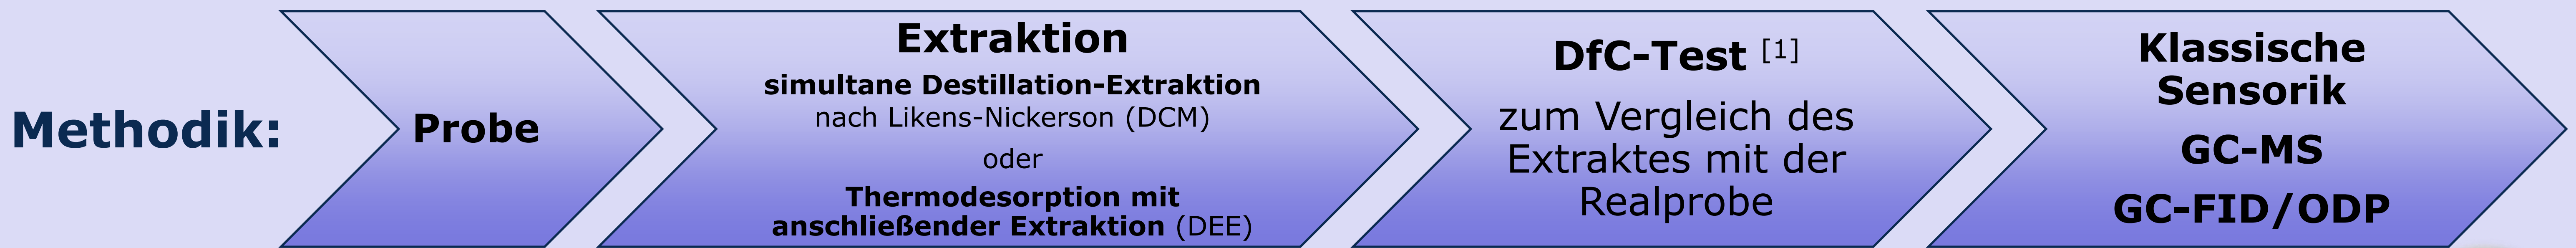 Methodik:
Probe
Extraktion
simultane Destillation-Extraktion
nach Likens-Nickerson (DCM)
oder
Thermodesorption mit
anschließender Extraktion (DEE)
DfC-Test [1]
zum Vergleich des
Extraktes mit der
Realprobe
Klassische
Sensorik
GC-MS
GC-FID/ODP